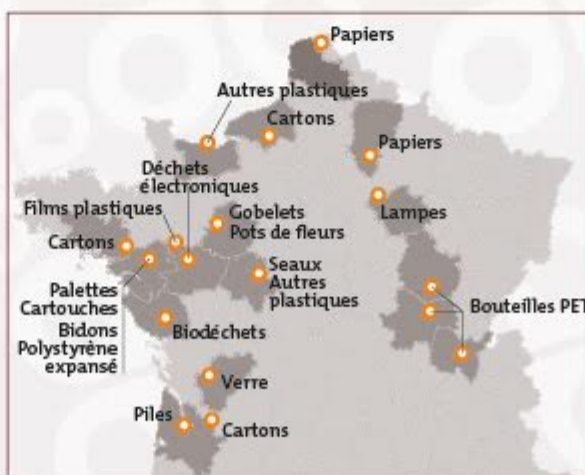 Papiers
Autres plastiques
Cartons
Papiers
Déchets
électroniques
Lampes
Films plastiques
Gobelets
Pots de fleurs
Cartons
Seaux
Autres
plastiques
Palettes
Cartouches
Bidons
Polystyrène
expansé
Bouteilles PET
Biodéchets
Verre
Piles
Cartons